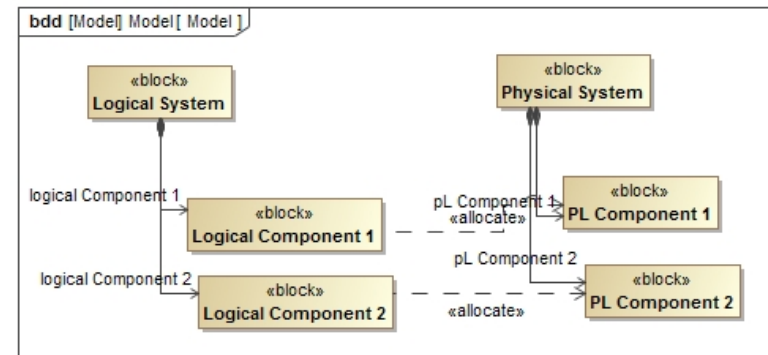 bdd [Model] Model [ Model ]
«block»
Logical System
«block»
Physical System
logical Component 1
«block»
Logical Component 1
pL Component 1
«allocate»
«block»
PL Component 1
logical Component 2
«block»
Logical Component 2
pL Component 2
«allocate»
«block»
PL Component 2